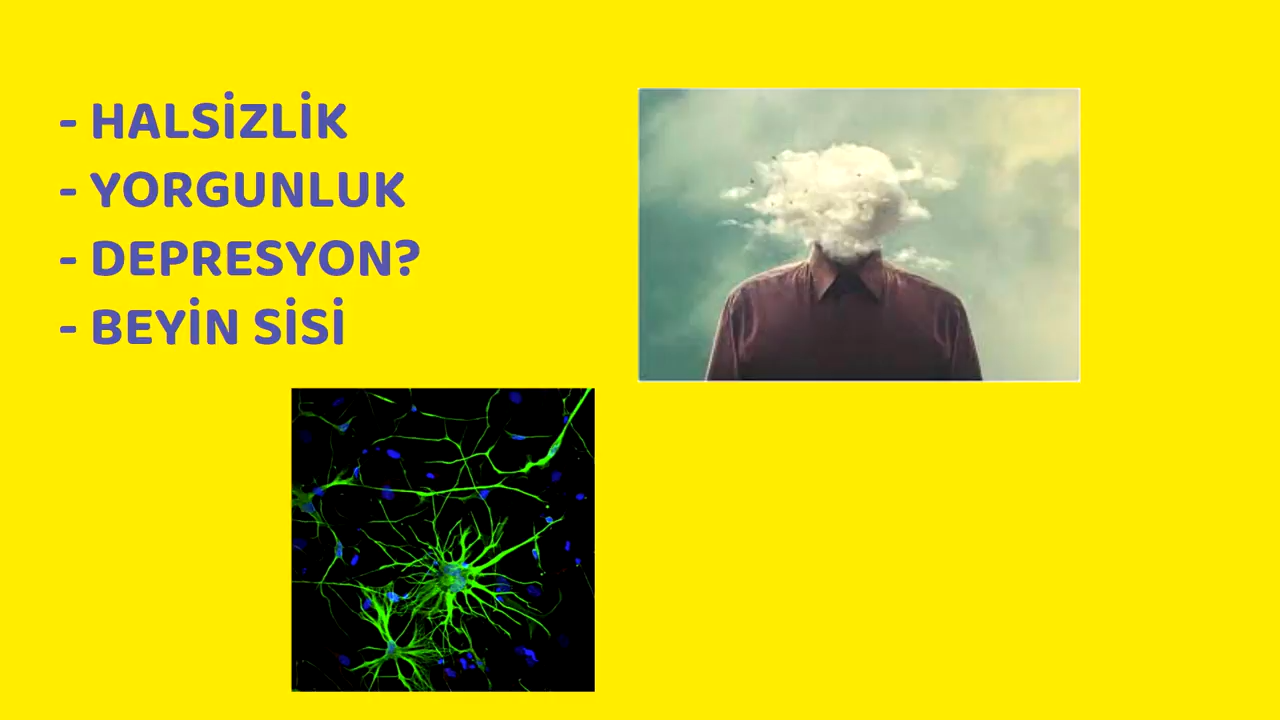 - HALSİZLİK
- YORGUNLUK
- DEPRESYON?
- BEYİN SİSİ